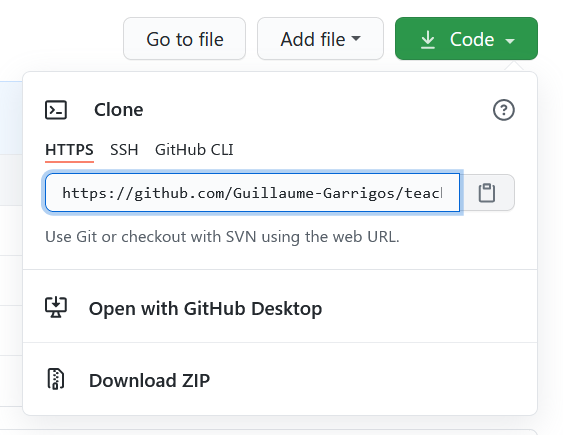 Go to file Add file Code
Clone
HTTPS SSH GitHub CLI
https://github.com/Guillaume-Garrigos/teac
Use Git or checkout with SVN using the web URL.
Open with GitHub Desktop
Download ZIP